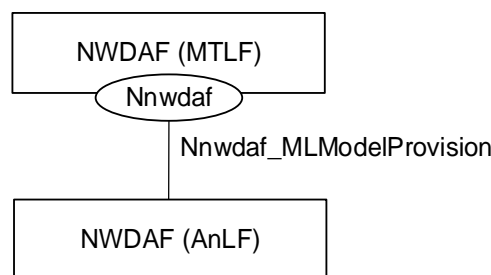 NWDAF (MTLF)
Nnwdaf
Nnwdaf_MLModelProvision
NWDAF (AnLF)